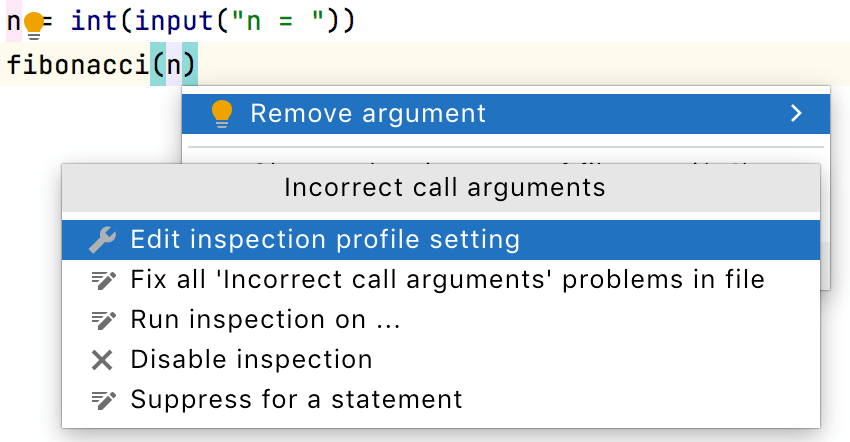 n = int(input("n = "))
fibonacci(n)
Remove argument
Incorrect call arguments
Edit inspection profile setting
Fix all 'Incorrect call arguments' problems in file
Run inspection on ...
Disable inspection
Suppress for a statement